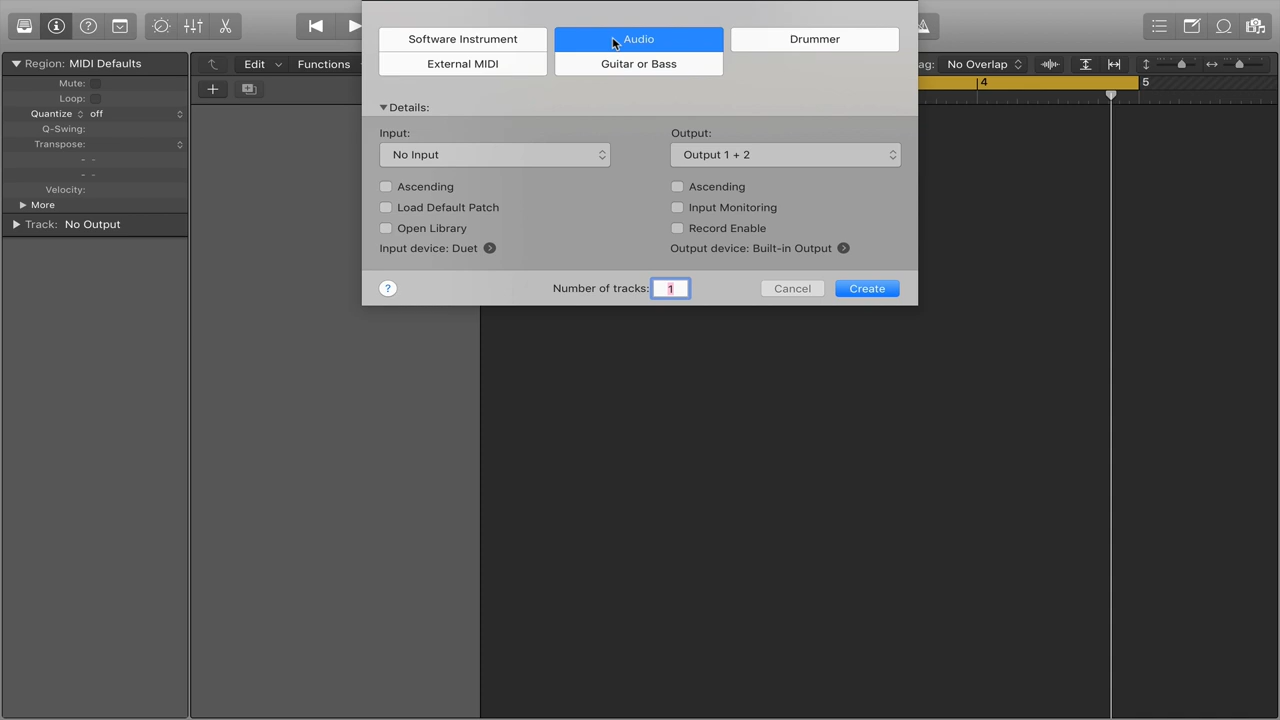 Software Instrument
Audio
Drummer
External MIDI
Guitar or Bass
Region: MIDI Defaults
Edit
Functions
No Overlap
Mute:
Loop:
Quantize off
Q-Swing:
Transpose:
Velocity:
More
Track: No Output
4
5
Details:
Input:
Output:
No Input
Output 1 + 2
Ascending
Ascending
Load Default Patch
Input Monitoring
Open Library
Record Enable
Input device: Duet
Output device: Built-in Output
?
Number of tracks: 1
Cancel
Create